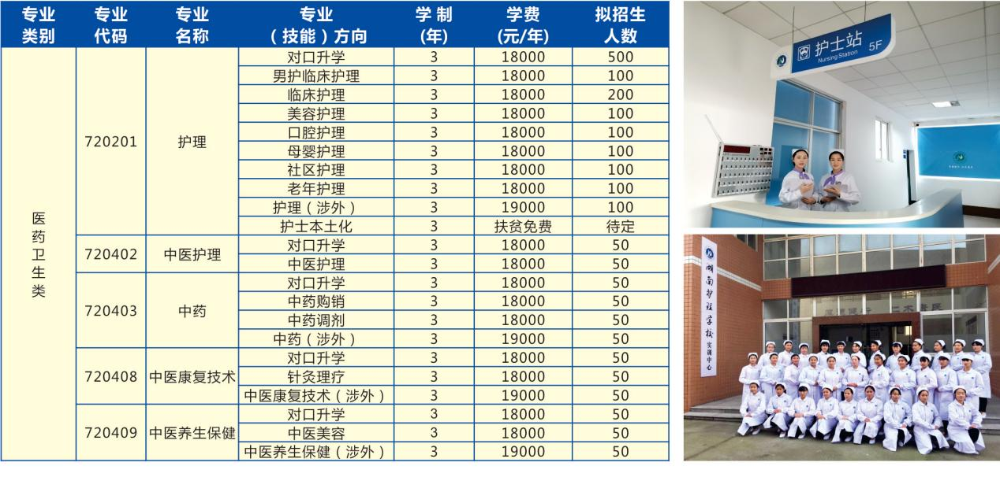 专业类别 专业代码 专业名称 专业（技能）方向 学 制(年) 学费(元/年) 拟招生人数
医药卫生类
720201 护理
对口升学 3 18000 500
男护临床护理 3 18000 100
临床护理 3 18000 200
美容护理 3 18000 100
口腔护理 3 18000 100
母婴护理 3 18000 100
社区护理 3 18000 100
老年护理 3 18000 100
护理（涉外） 3 19000 100
护士本土化 3 扶贫免费 待定
720402 中医护理
对口升学 3 18000 50
中医护理 3 18000 50
720403 中药
对口升学 3 18000 50
中药购销 3 18000 50
中药调剂 3 18000 50
中药（涉外） 3 19000 50
720408 中医康复技术
对口升学 3 18000 50
针灸理疗 3 18000 50
中医康复技术（涉外） 3 19000 50
720409 中医养生保健
对口升学 3 18000 50
中医美容 3 18000 50
中医养生保健（涉外） 3 19000 50
护士站 5F
Nursing Station
湖南护理学校 实训中心